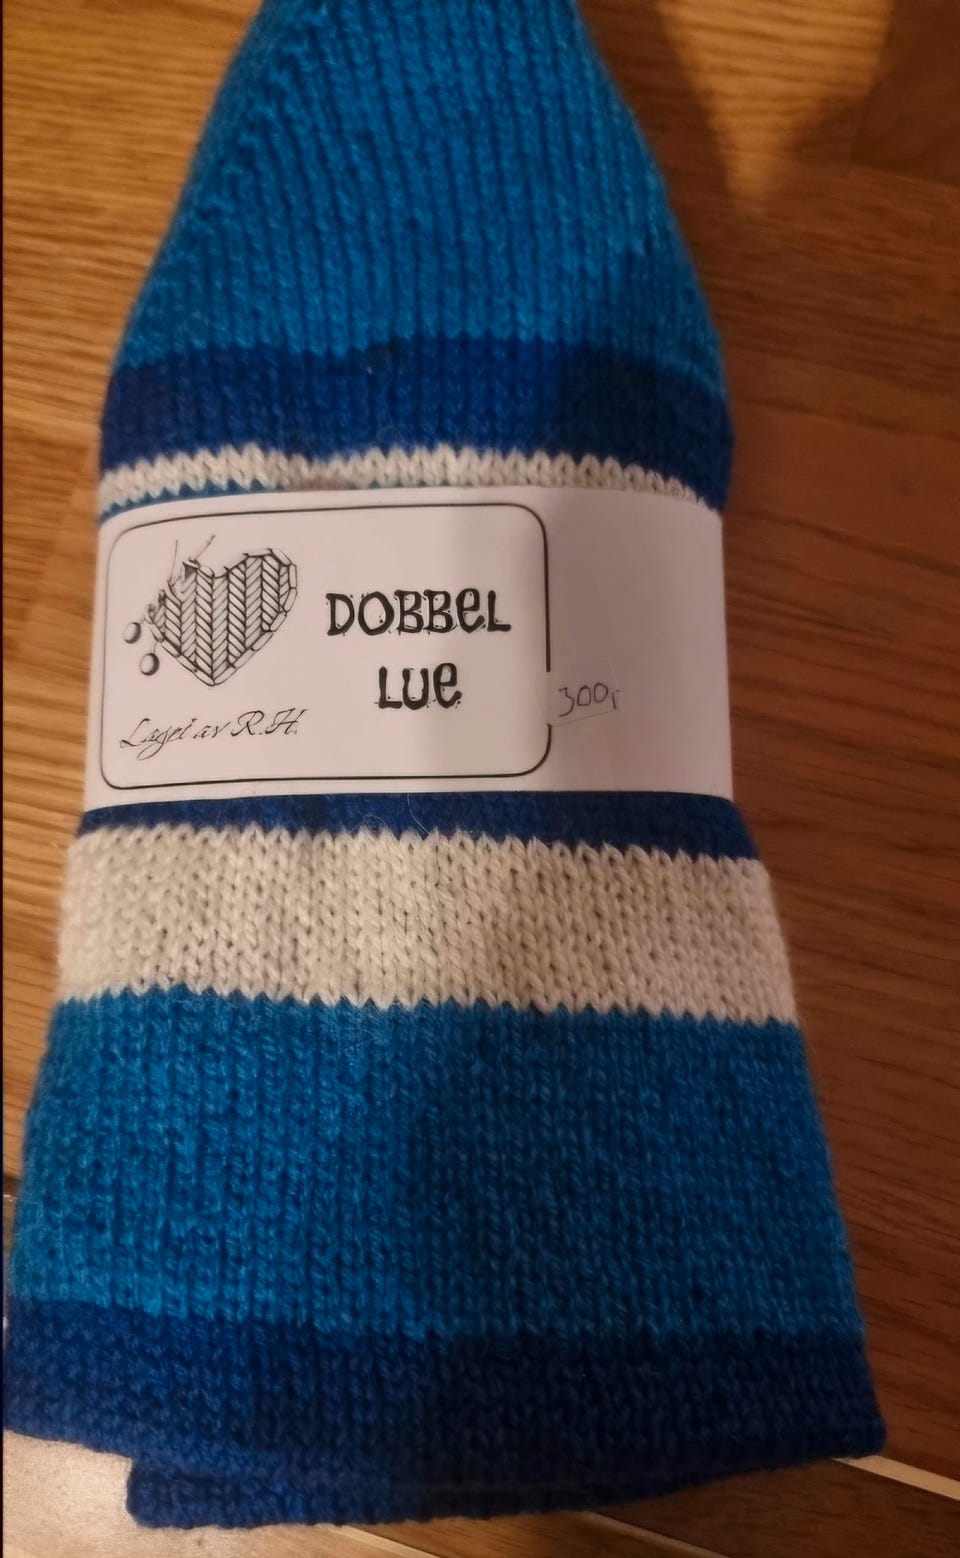 DOBBEL
LUE
Laget av R.H.
300,